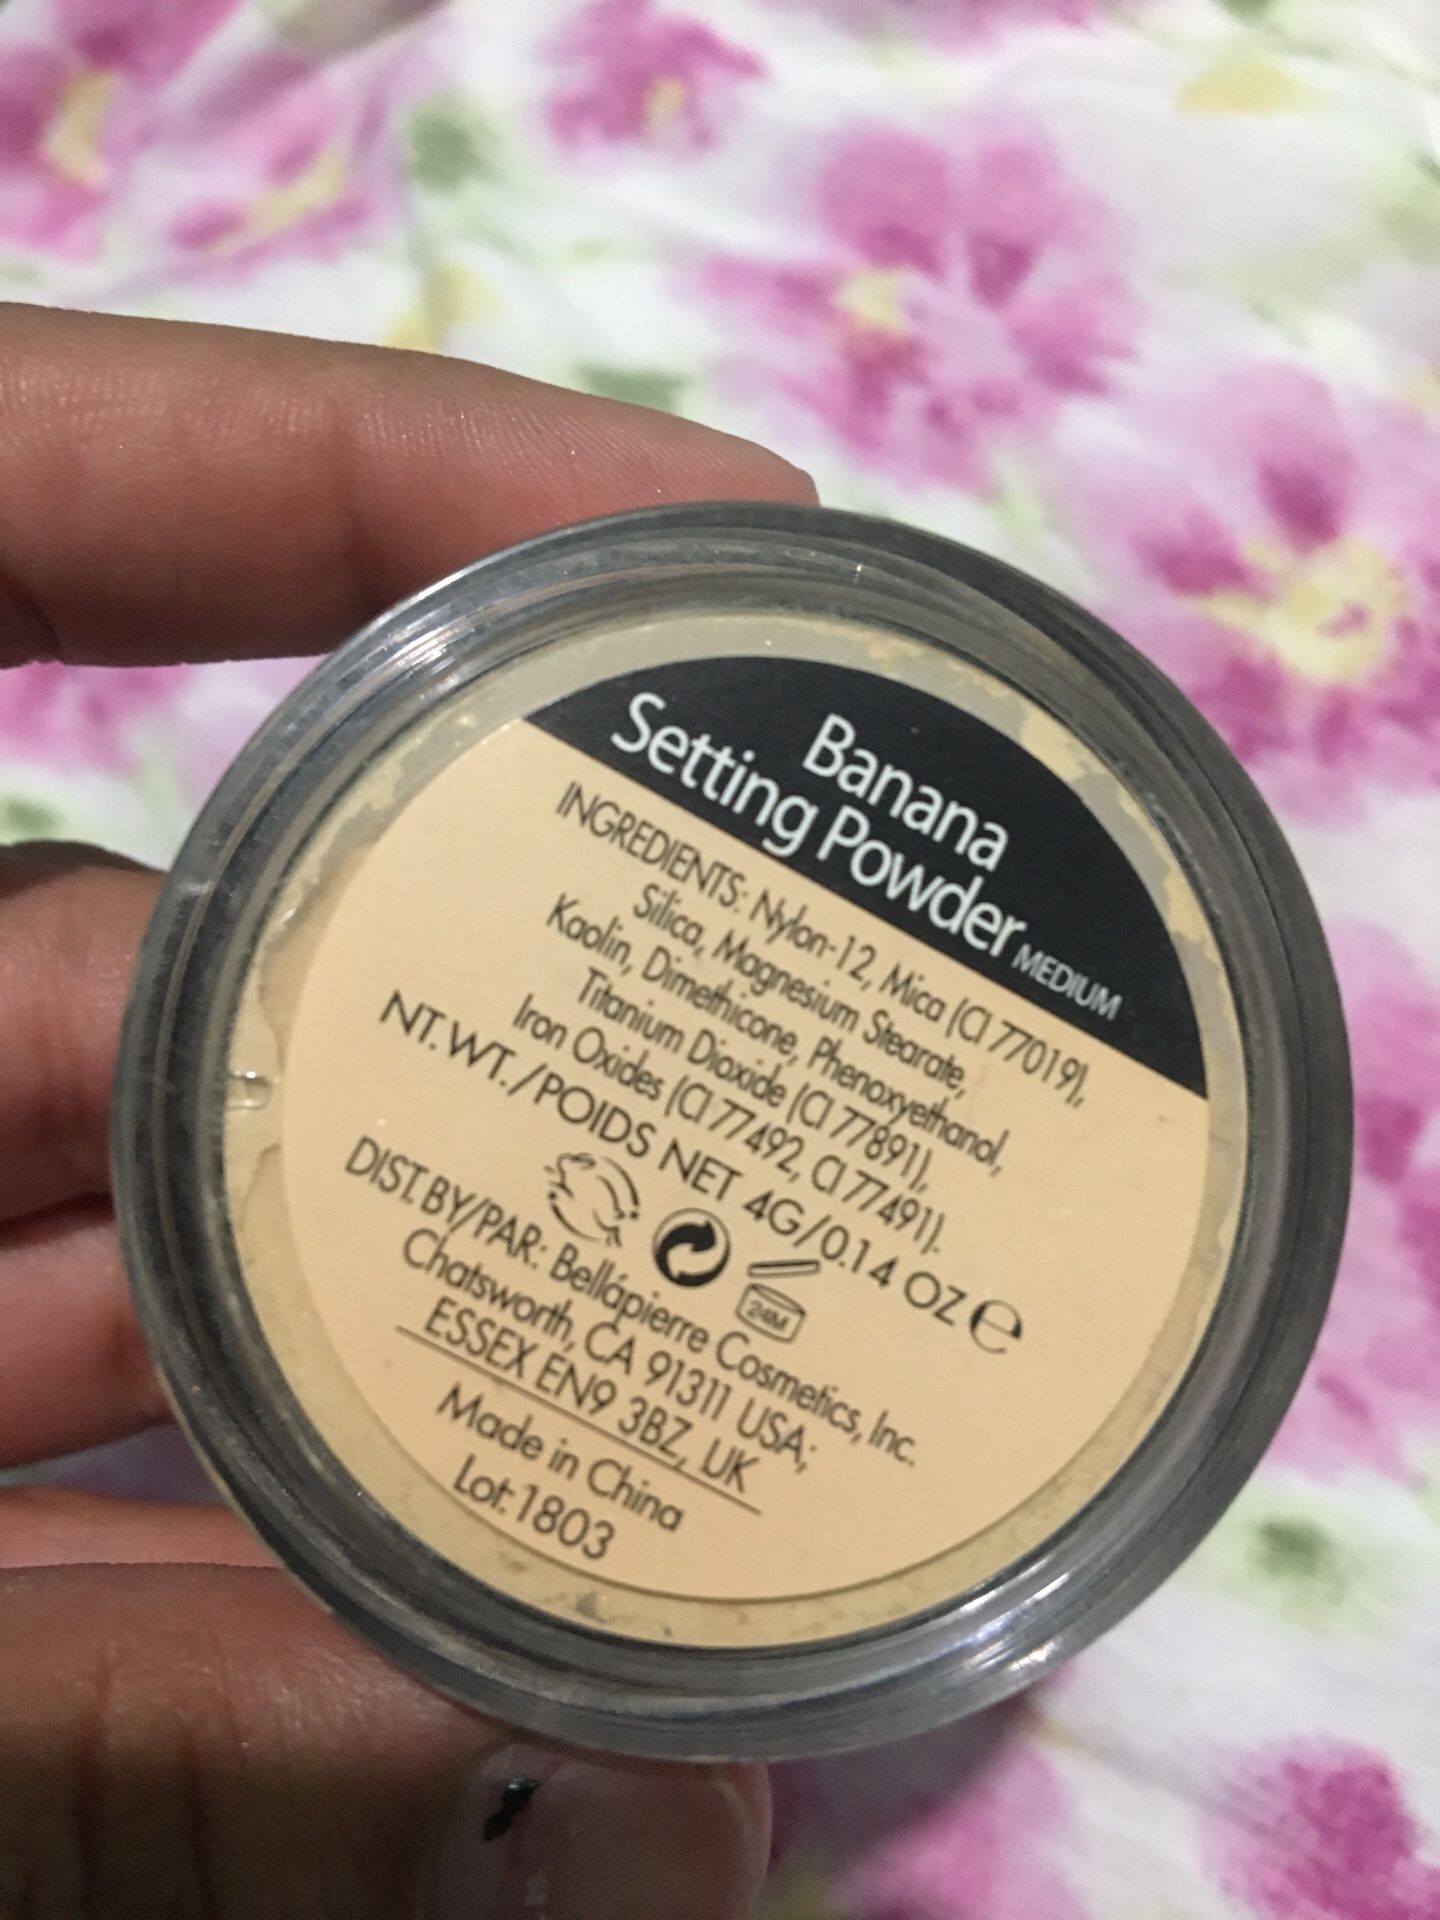 Banana
Setting Powder MEDIUM
INGREDIENTS: Nylon-12, Mica (CI 77019),
Silica, Magnesium Stearate,
Kaolin, Dimethicone, Phenoxyethanol,
Titanium Dioxide (CI 77891),
Iron Oxides (CI 77492, CI 77491).
NT. WT./POIDS NET 4G/0.14 OZ ℮
24M
DIST. BY/PAR: Bellápierre Cosmetics, Inc.
Chatsworth, CA 91311 USA;
ESSEX EN9 3BZ, UK
Made in China
Lot: 1803